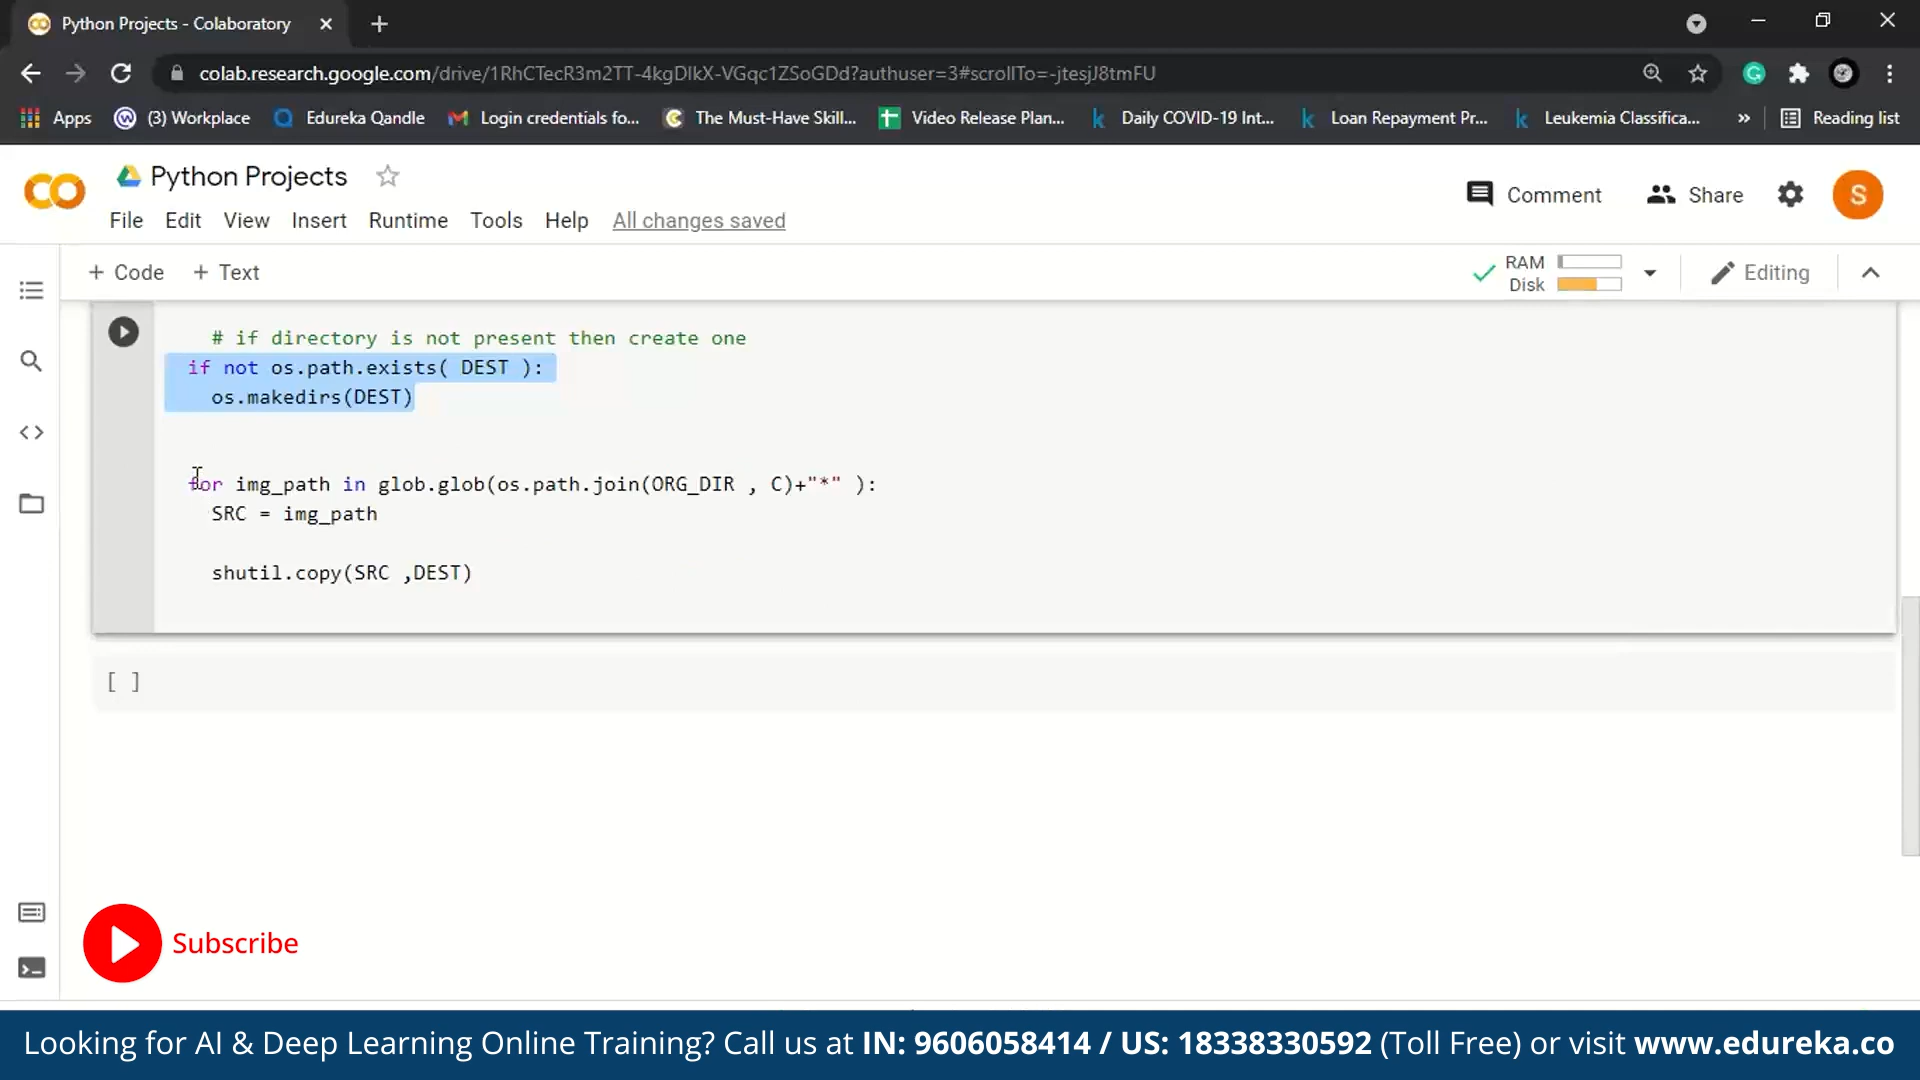 Python Projects - Colaboratory
colab.research.google.com/drive/1RhCTecR3m2TT-4kgDIkX-VGqc1ZSoGDd?authuser=3#scrollTo=-jtesjJ8tmFU
Apps (3) Workplace Edureka Qandle Login credentials fo... The Must-Have Skill... Video Release Plan... Daily COVID-19 Int... Loan Repayment Pr... Leukemia Classifica... » Reading list
Python Projects
Comment Share S
File Edit View Insert Runtime Tools Help All changes saved
+ Code + Text
RAM
Disk
Editing
# if directory is not present then create one
if not os.path.exists( DEST ):
os.makedirs(DEST)
for img_path in glob.glob(os.path.join(ORG_DIR , C)+"*" ):
SRC = img_path
shutil.copy(SRC ,DEST)
[ ]
Subscribe
Looking for AI & Deep Learning Online Training? Call us at IN: 9606058414 / US: 18338330592 (Toll Free) or visit www.edureka.co